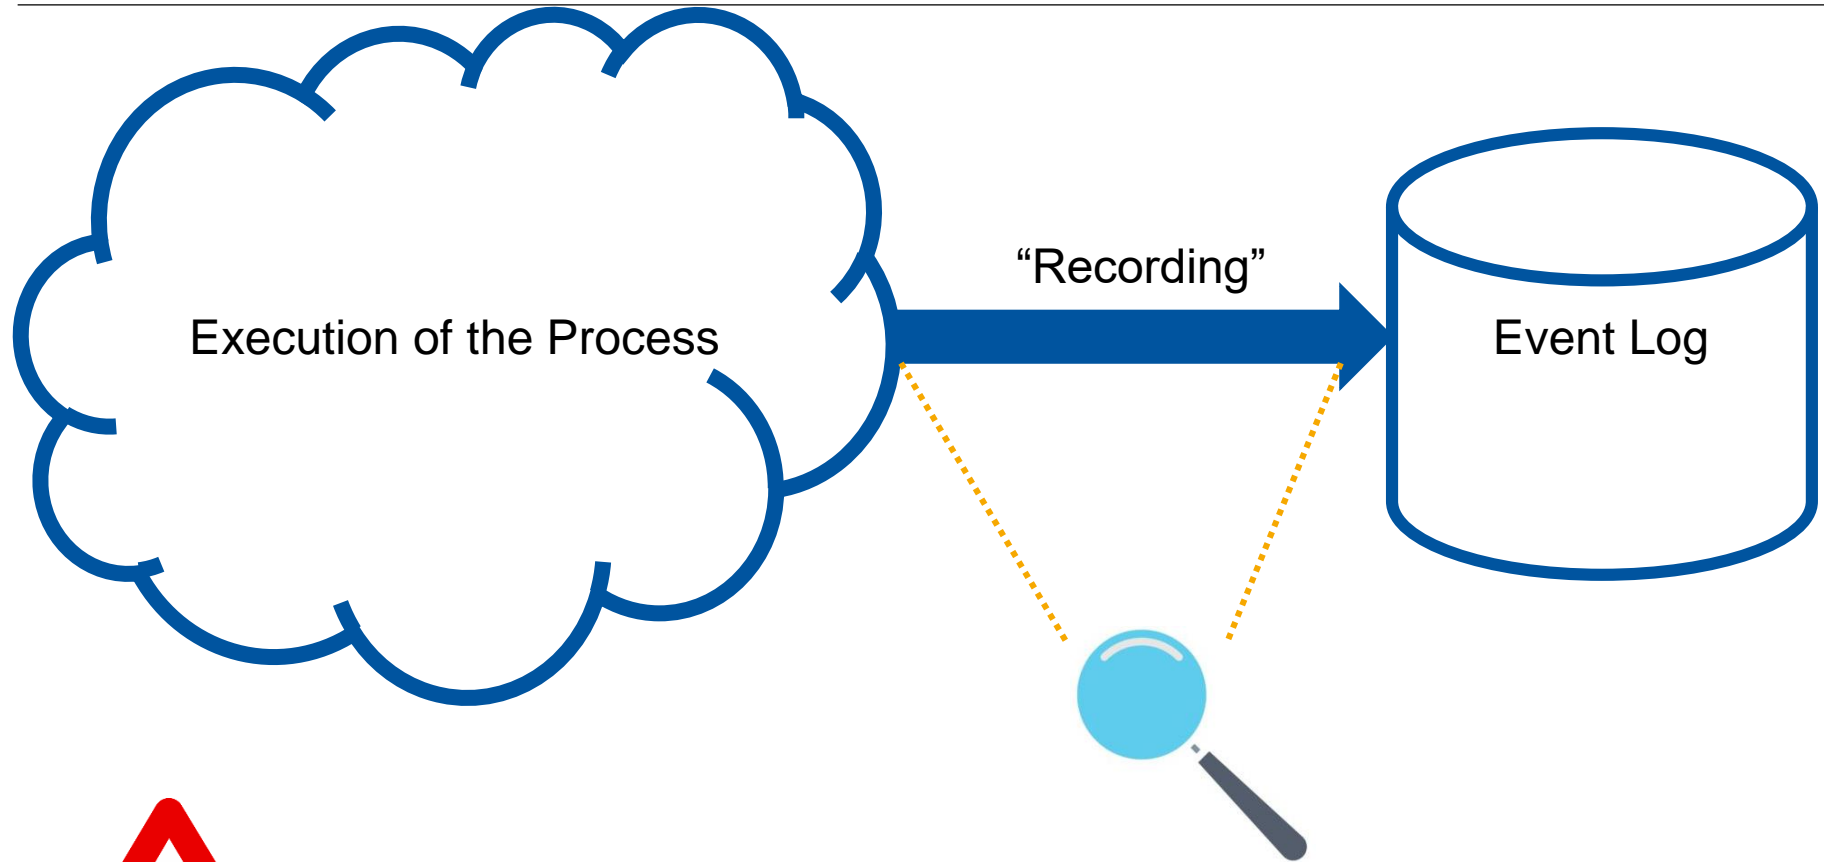 “Recording”
Execution of the Process
Event Log